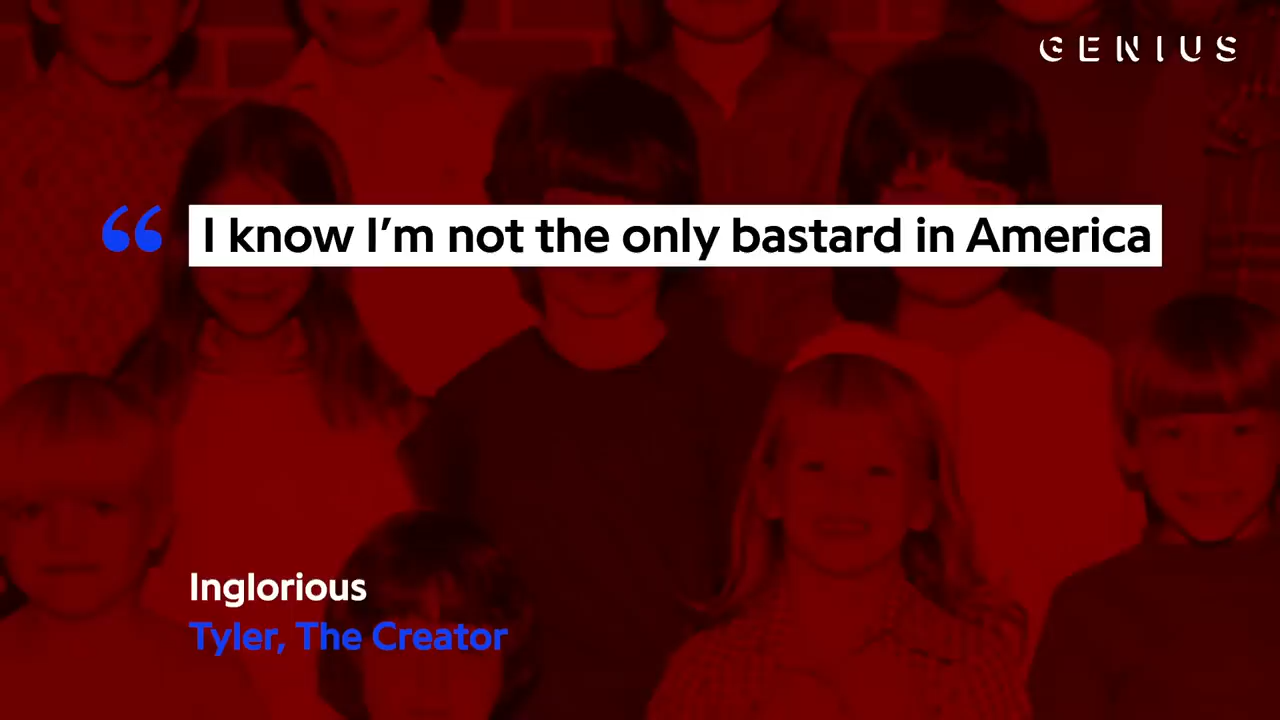 GENIUS
“ I know I’m not the only bastard in America
Inglorious
Tyler, The Creator